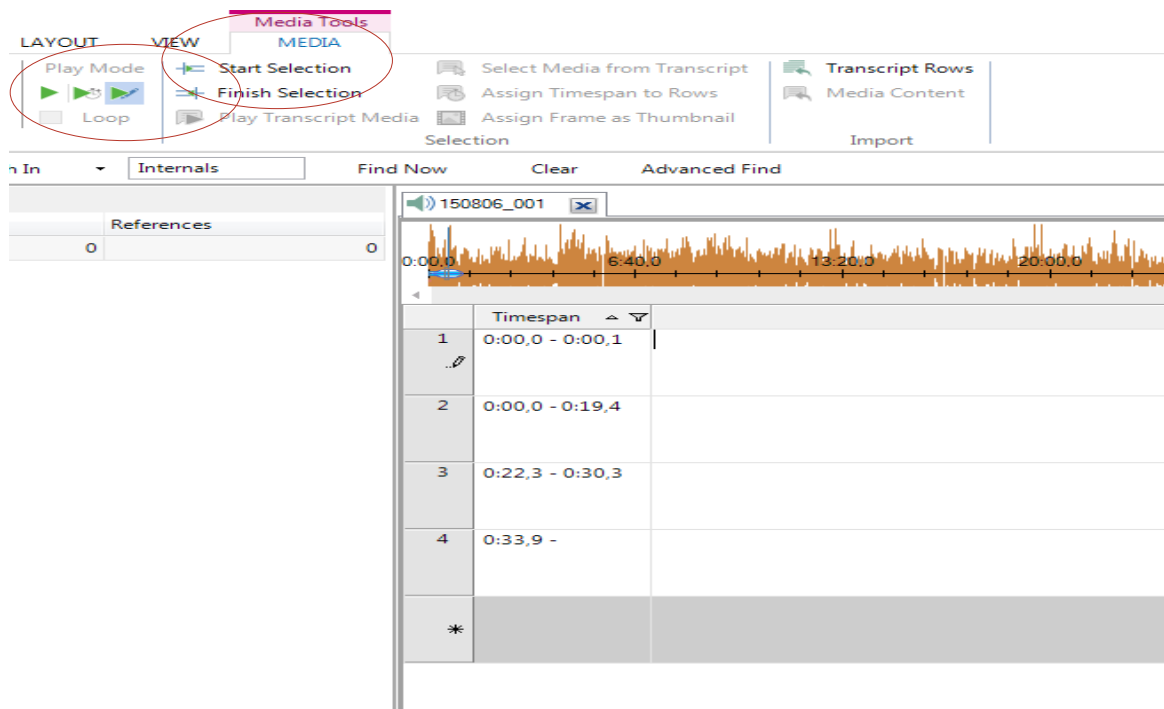 Media Tools
LAYOUT VIEW MEDIA
Play Mode Start Selection Select Media from Transcript Transcript Rows
Finish Selection Assign Timespan to Rows Media Content
Loop Play Transcript Media Assign Frame as Thumbnail
Selection Import
n In Internals Find Now Clear Advanced Find
150806_001
References
0 0
0:00,0 6:40,0 13:20,0 20:00,0
Timespan
1 0:00,0 - 0:00,1
2 0:00,0 - 0:19,4
3 0:22,3 - 0:30,3
4 0:33,9 -
*